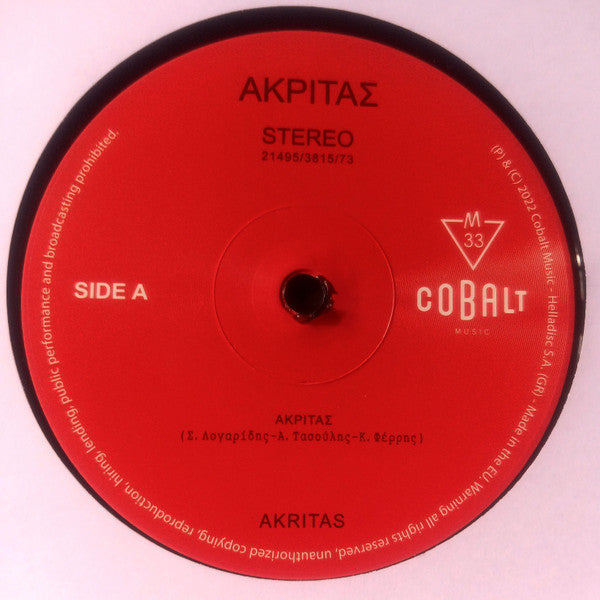 ΑΚΡΙΤΑΣ
STEREO
21495/3815/73
SIDE A
M
33
COBALT
MUSIC
ΑΚΡΙΤΑΣ
(Σ. Λογαρίδης-Α. Τασούλης-Κ. Φέρρης)
AKRITAS
(P) & (C) 2022 Cobalt Music - Helladisc S.A. (GR) - Made in the EU. Warning all rights reserved, unauthorized copying, reproduction, hiring, lending, public performance and broadcasting prohibited.